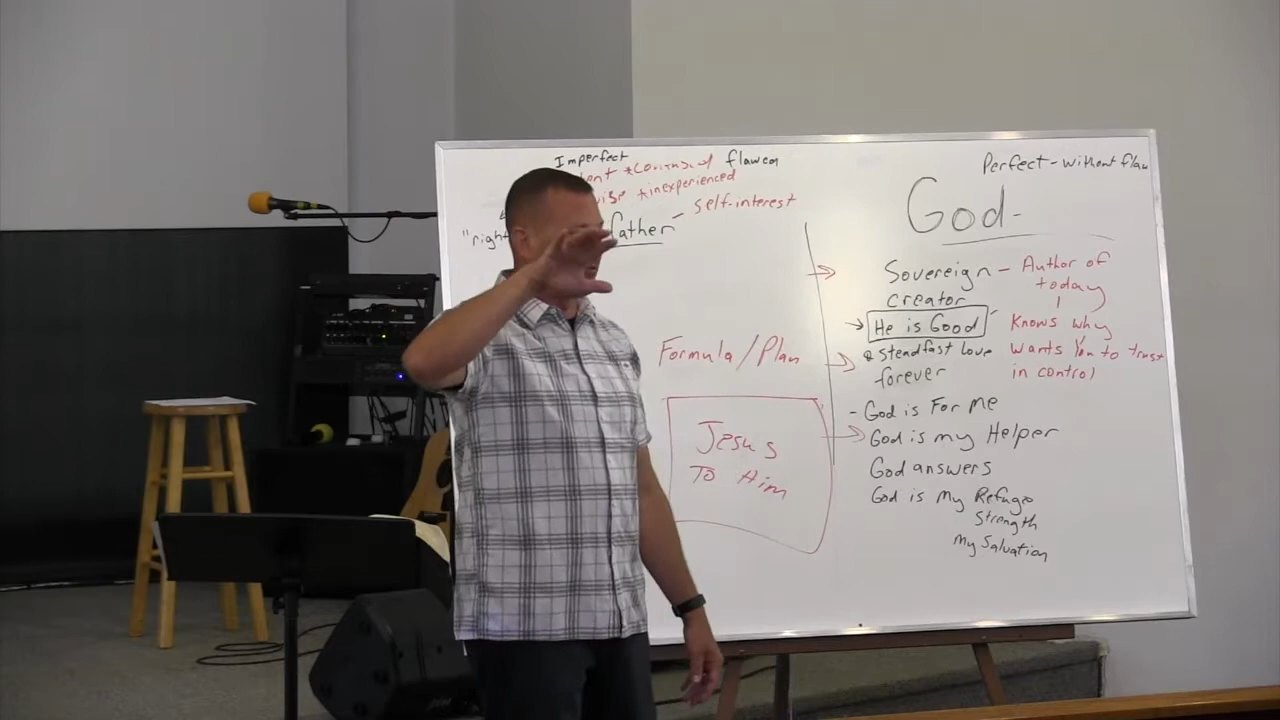 Imperfect
flawed
*inexperienced
"right
father - self-interest
Formula/Plan
Jesus
To Him
Perfect - without flaw
God -
Sovereign - Author of
creator today
He is Good Knows why
steadfast love Wants You to trust
forever in control
- God is For me
God is my Helper
God answers
God is My Refuge
Strength
My Salvation